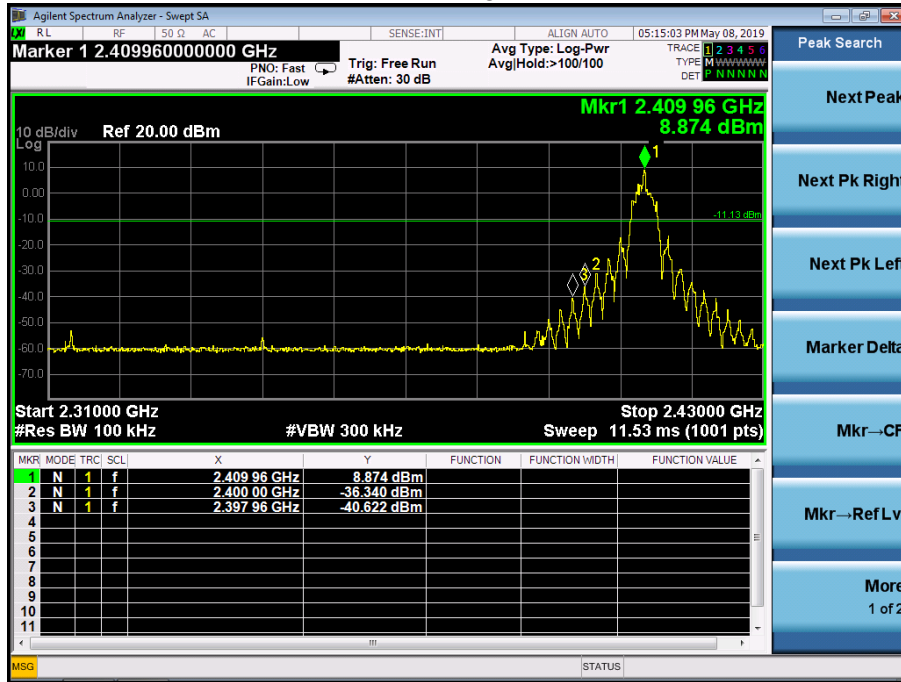 Agilent Spectrum Analyzer - Swept SA
LXI RL RF 50 Ω AC SENSE:INT ALIGN AUTO 05:15:03 PM May 08, 2019
Marker 1 2.409960000000 GHz
PNO: Fast
IFGain:Low
Trig: Free Run
#Atten: 30 dB
Avg Type: Log-Pwr
Avg|Hold:>100/100
TRACE 1 2 3 4 5 6
TYPE M WWWWW
DET P N N N N N
Peak Search
Next Peak
Next Pk Right
Next Pk Left
Marker Delta
Mkr→CF
Mkr→Ref Lv
More
1 of 2
Mkr1 2.409 96 GHz
8.874 dBm
10 dB/div Ref 20.00 dBm
Log
10.0
0.00
-10.0
-20.0
-30.0
-40.0
-50.0
-60.0
-70.0
1
-11.13 dBm
2
3
Start 2.31000 GHz Stop 2.43000 GHz
#Res BW 100 kHz #VBW 300 kHz Sweep 11.53 ms (1001 pts)
MKR MODE TRC SCL X Y FUNCTION FUNCTION WIDTH FUNCTION VALUE
1 N 1 f 2.409 96 GHz 8.874 dBm
2 N 1 f 2.400 00 GHz -36.340 dBm
3 N 1 f 2.397 96 GHz -40.622 dBm
4
5
6
7
8
9
10
11
MSG STATUS